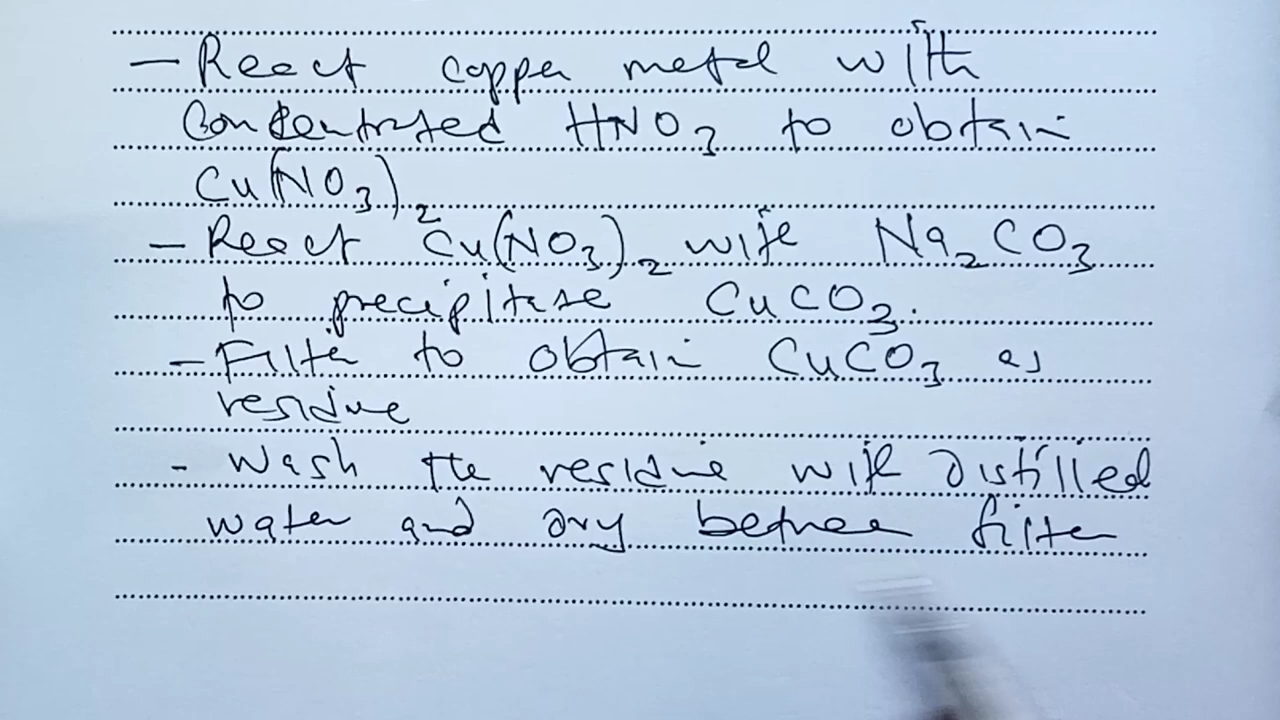 - React copper metal with
Concentrated HNO3 to obtain
Cu(NO3)2
- React Cu(NO3)2 with Na2CO3
to precipitate CuCO3.
- Filter to obtain CuCO3 as
residue
- Wash the residue with distilled
water and dry between filter